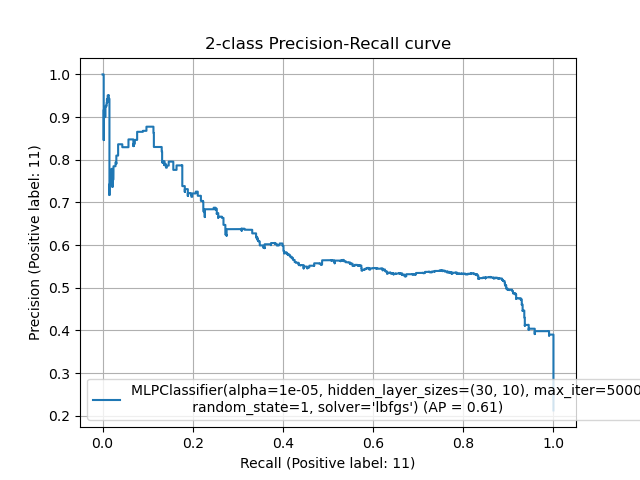 2-class Precision-Recall curve
1.0
0.9
0.8
0.7
0.6
0.5
0.4
0.3
0.2
Precision (Positive label: 11)
MLPClassifier(alpha=1e-05, hidden_layer_sizes=(30, 10), max_iter=5000
random_state=1, solver='lbfgs') (AP = 0.61)
0.0 0.2 0.4 0.6 0.8 1.0
Recall (Positive label: 11)